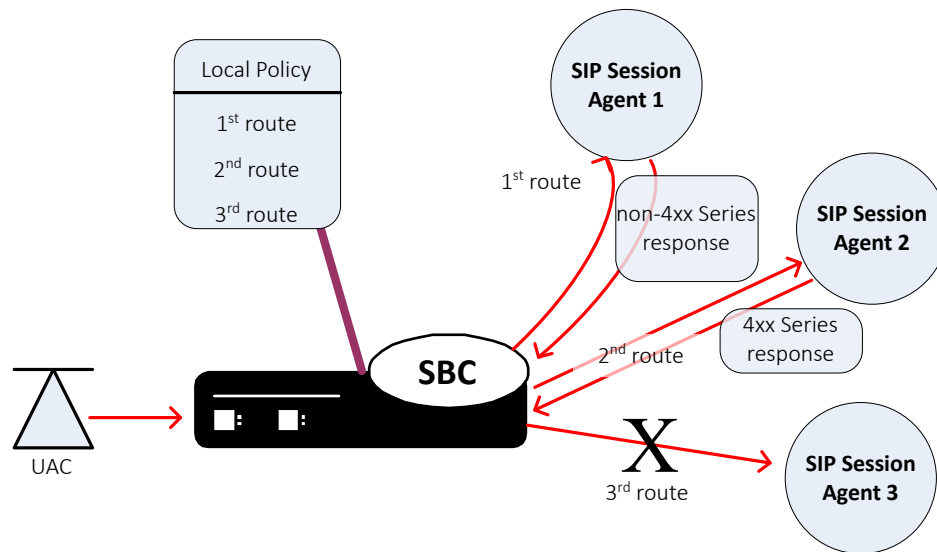 Local Policy
1st route
2nd route
3rd route
SIP Session
Agent 1
1st route
non-4xx Series
response
SIP Session
Agent 2
4xx Series
response
2nd route
SBC
UAC
X
3rd route
SIP Session
Agent 3